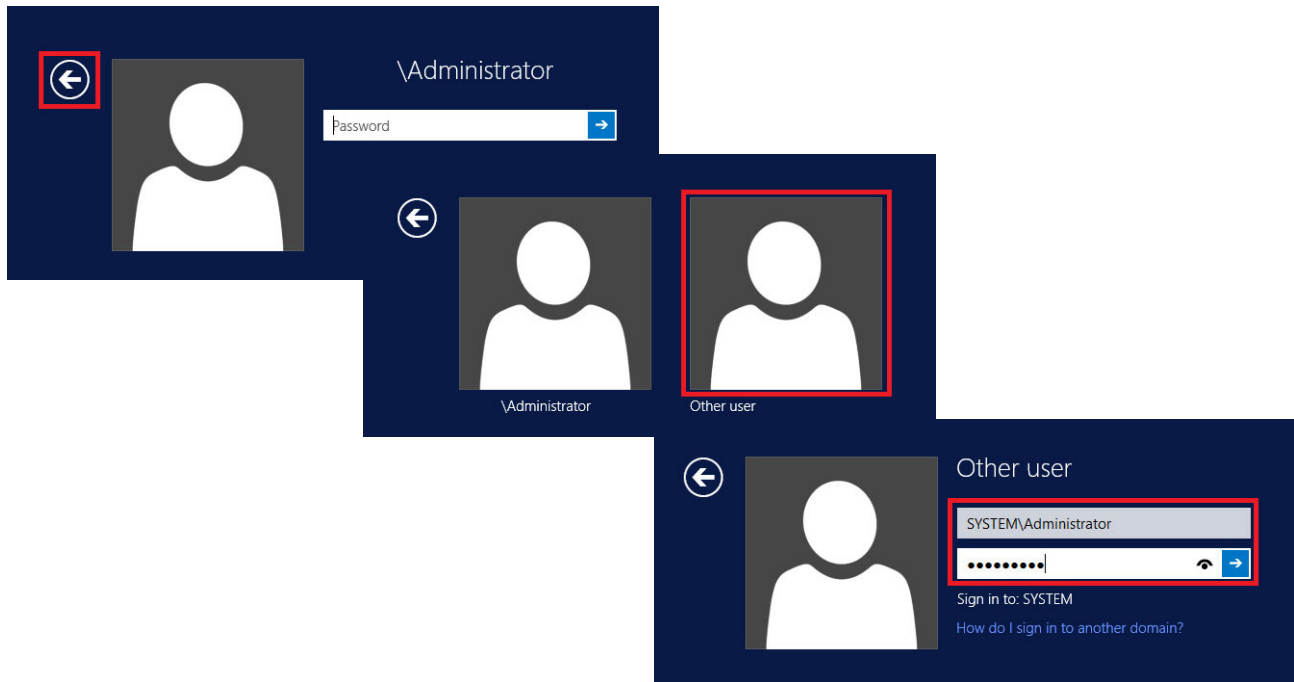 \Administrator
Password
\Administrator
Other user
Other user
SYSTEM\Administrator
•••••••••
Sign in to: SYSTEM
How do I sign in to another domain?